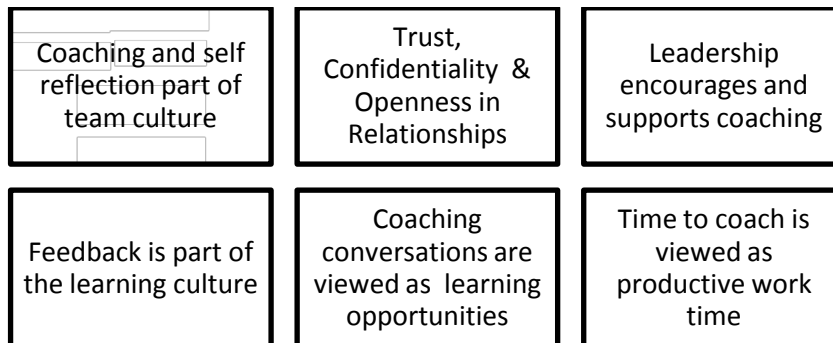 Coaching and self
reflection part of
team culture
Trust,
Confidentiality &
Openness in
Relationships
Leadership
encourages and
supports coaching
Feedback is part of
the learning culture
Coaching
conversations are
viewed as learning
opportunities
Time to coach is
viewed as
productive work
time